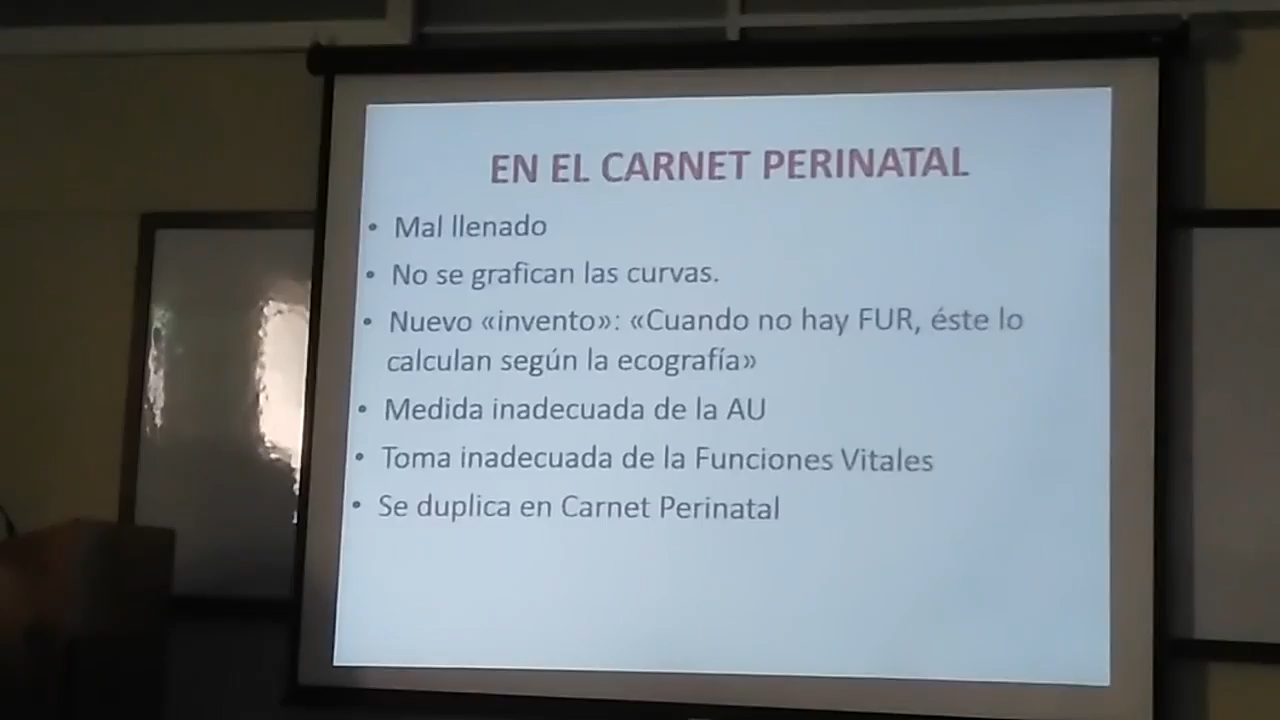 EN EL CARNET PERINATAL
• Mal llenado
• No se grafican las curvas.
• Nuevo «invento»: «Cuando no hay FUR, éste lo
calculan según la ecografía»
• Medida inadecuada de la AU
• Toma inadecuada de la Funciones Vitales
• Se duplica en Carnet Perinatal